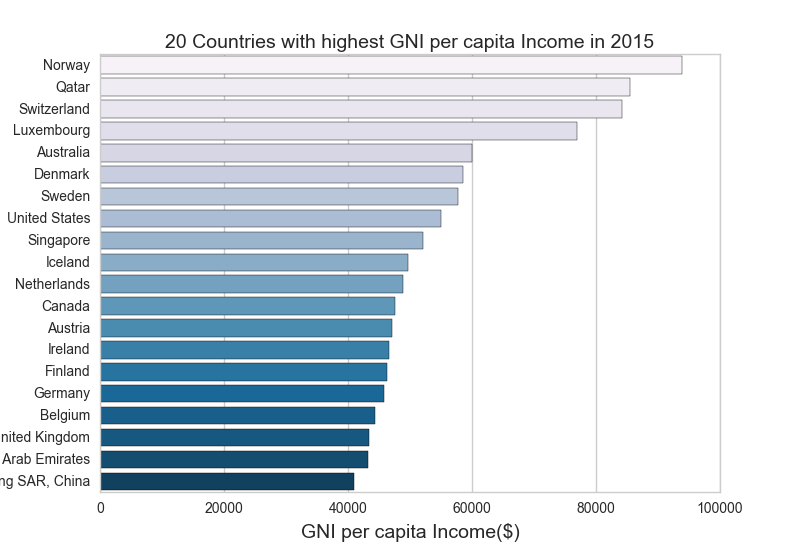 20 Countries with highest GNI per capita Income in 2015
Norway
Qatar
Switzerland
Luxembourg
Australia
Denmark
Sweden
United States
Singapore
Iceland
Netherlands
Canada
Austria
Ireland
Finland
Germany
Belgium
nited Kingdom
Arab Emirates
ng SAR, China
0 20000 40000 60000 80000 100000
GNI per capita Income($)